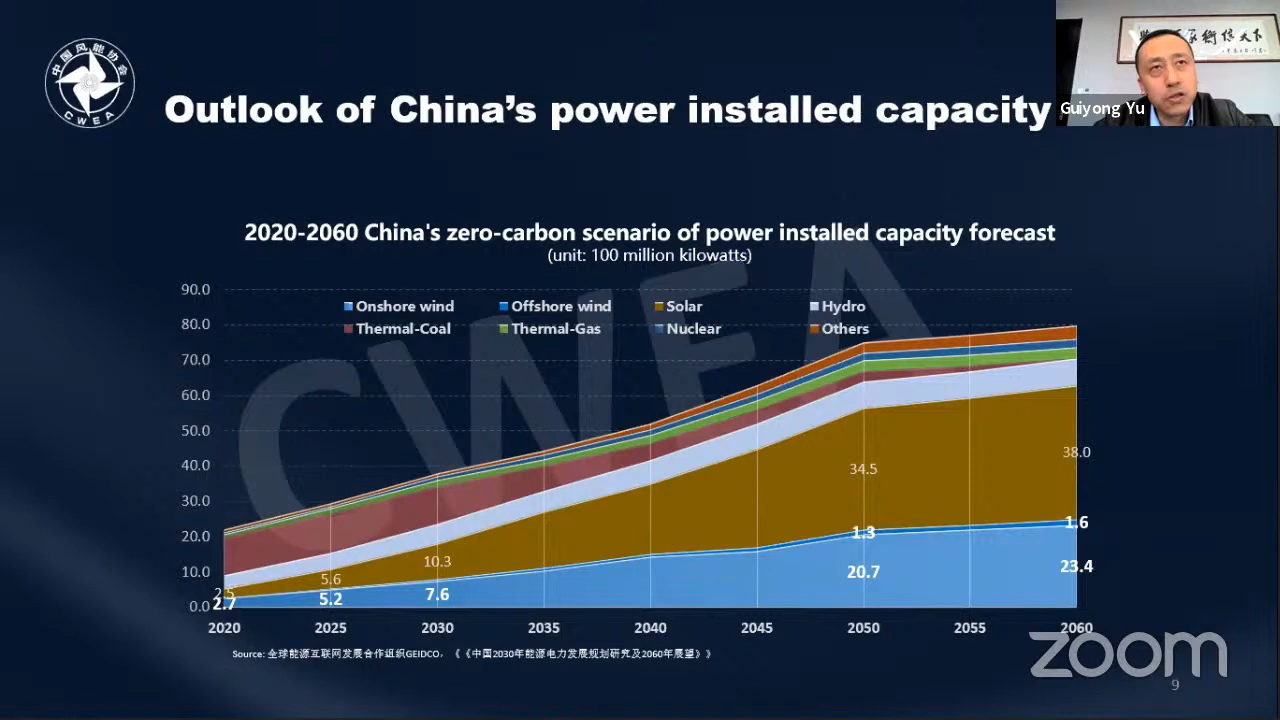 中国风能协会
CWEA
Outlook of China's power installed capacity
Guiyong Yu
2020-2060 China's zero-carbon scenario of power installed capacity forecast
(unit: 100 million kilowatts)
Onshore wind Offshore wind Solar Hydro
Thermal-Coal Thermal-Gas Nuclear Others
90.0
80.0
70.0
60.0
50.0
40.0
30.0
20.0
10.0
0.0
2.5
2.7
5.6
5.2
10.3
7.6
34.5
1.3
20.7
38.0
1.6
23.4
2020 2025 2030 2035 2040 2045 2050 2055 2060
CWEA
Source: 全球能源互联网发展合作组织GEIDCO，《《中国2030年能源电力发展规划研究及2060年展望》》
zoom
9